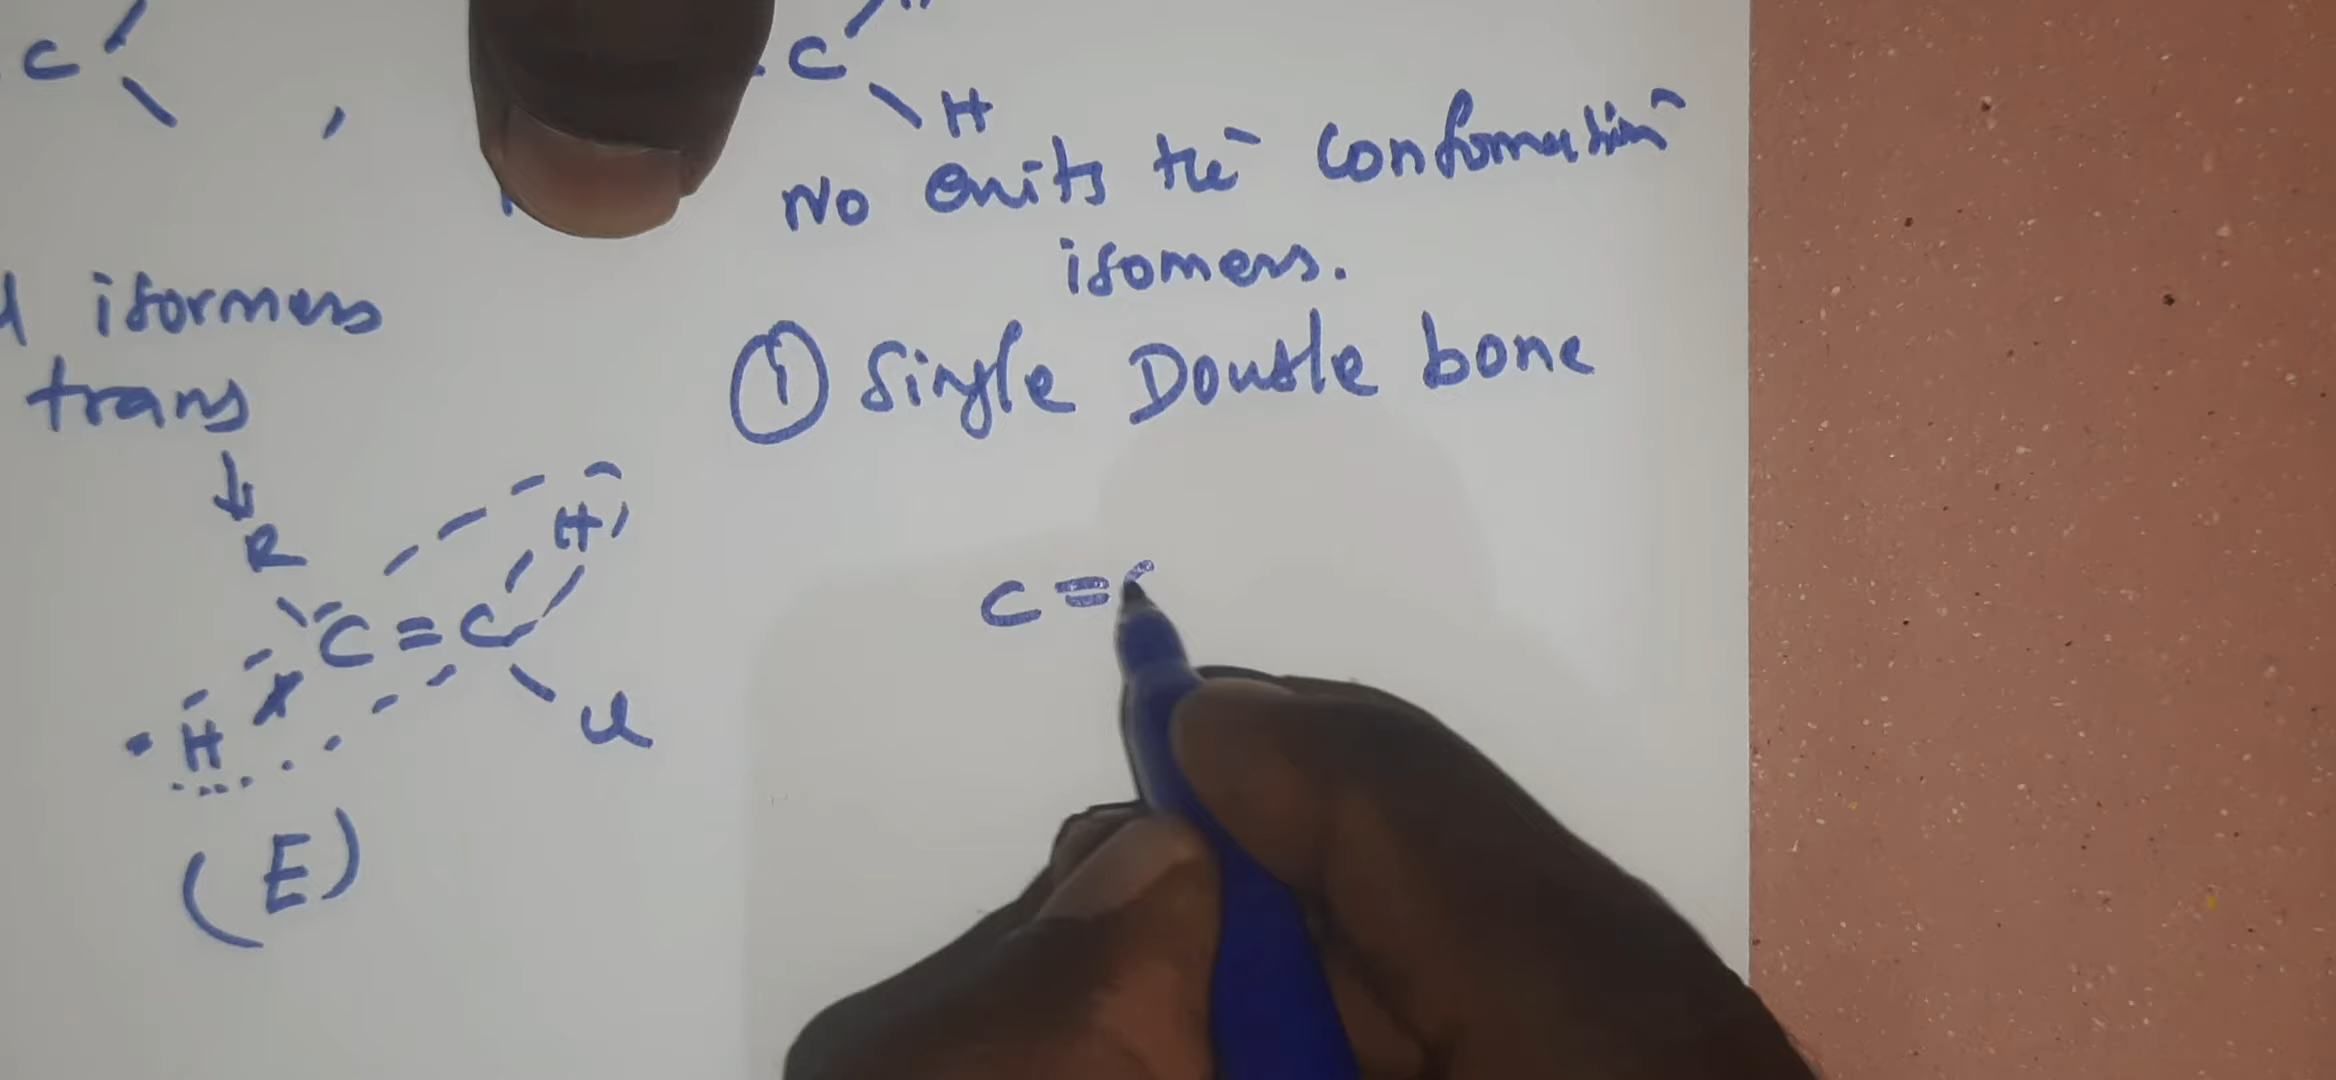 C
C
H
No exits the conformation
isomers.
isormers
trans
① Single Double bone
R
H
C = C
C = C
H
(E)